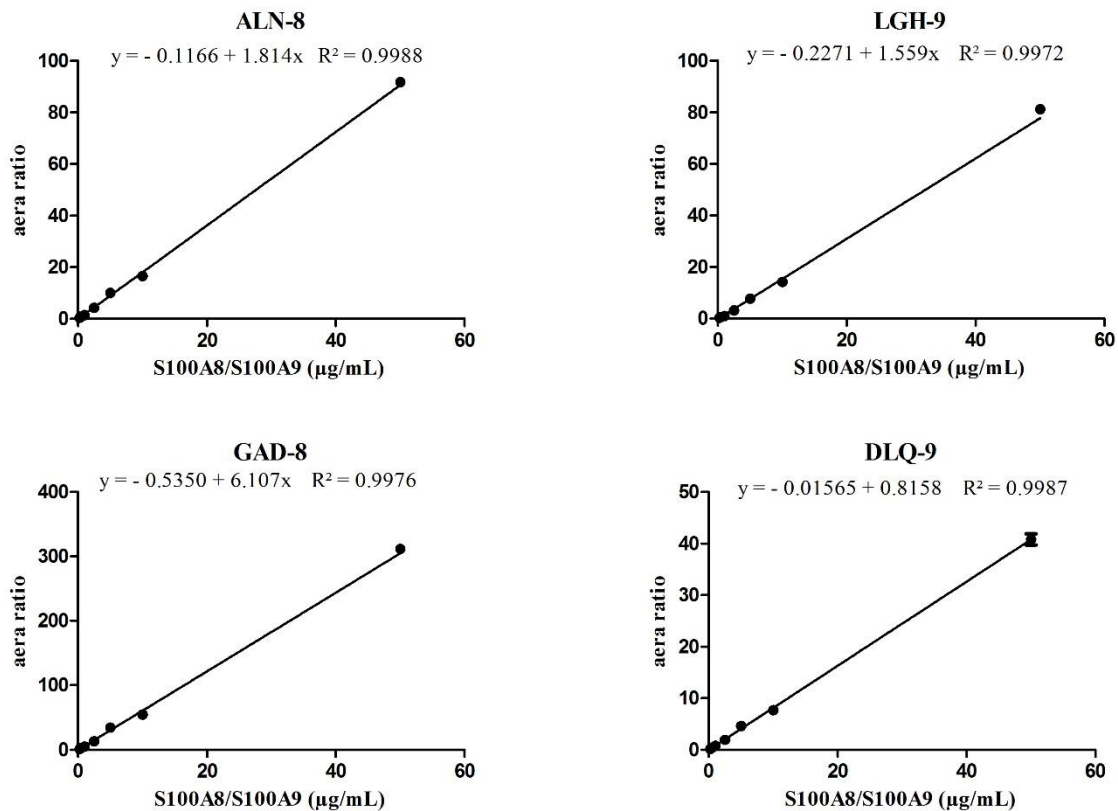 ALN-8
y = - 0.1166 + 1.814x R² = 0.9988
100
80
60
40
20
0
aera ratio
0 20 40 60
S100A8/S100A9 (µg/mL)
LGH-9
y = - 0.2271 + 1.559x R² = 0.9972
100
80
60
40
20
0
aera ratio
0 20 40 60
S100A8/S100A9 (µg/mL)
GAD-8
y = - 0.5350 + 6.107x R² = 0.9976
400
300
200
100
0
aera ratio
0 20 40 60
S100A8/S100A9 (µg/mL)
DLQ-9
y = - 0.01565 + 0.8158 R² = 0.9987
50
40
30
20
10
0
aera ratio
0 20 40 60
S100A8/S100A9 (µg/mL)